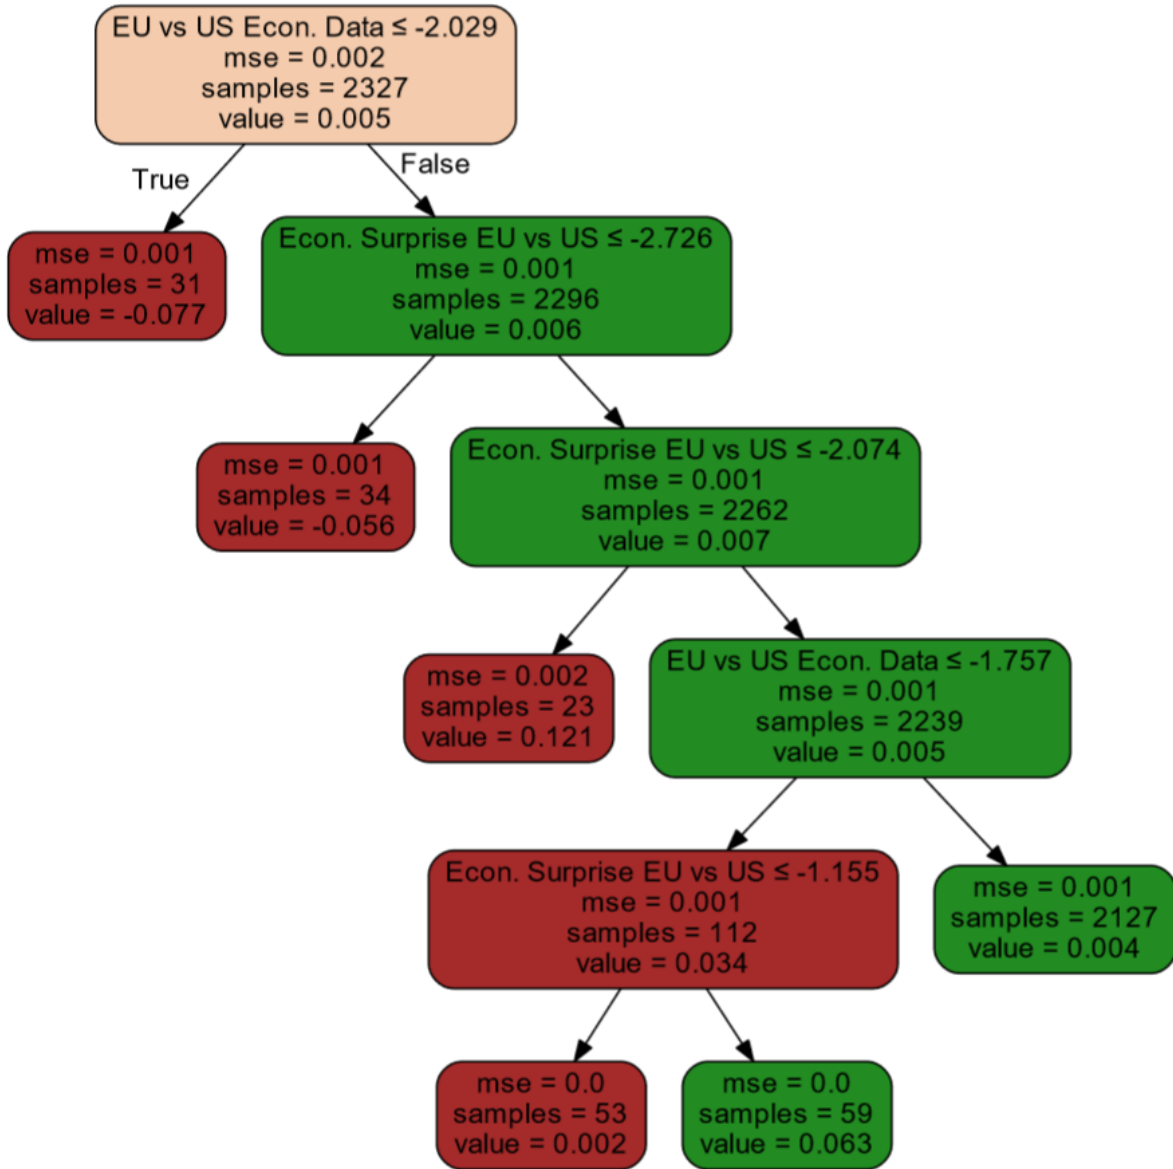 EU vs US Econ. Data ≤ -2.029
mse = 0.002
samples = 2327
value = 0.005
True
False
mse = 0.001
samples = 31
value = -0.077
Econ. Surprise EU vs US ≤ -2.726
mse = 0.001
samples = 2296
value = 0.006
mse = 0.001
samples = 34
value = -0.056
Econ. Surprise EU vs US ≤ -2.074
mse = 0.001
samples = 2262
value = 0.007
mse = 0.002
samples = 23
value = 0.121
EU vs US Econ. Data ≤ -1.757
mse = 0.001
samples = 2239
value = 0.005
Econ. Surprise EU vs US ≤ -1.155
mse = 0.001
samples = 112
value = 0.034
mse = 0.001
samples = 2127
value = 0.004
mse = 0.0
samples = 53
value = 0.002
mse = 0.0
samples = 59
value = 0.063